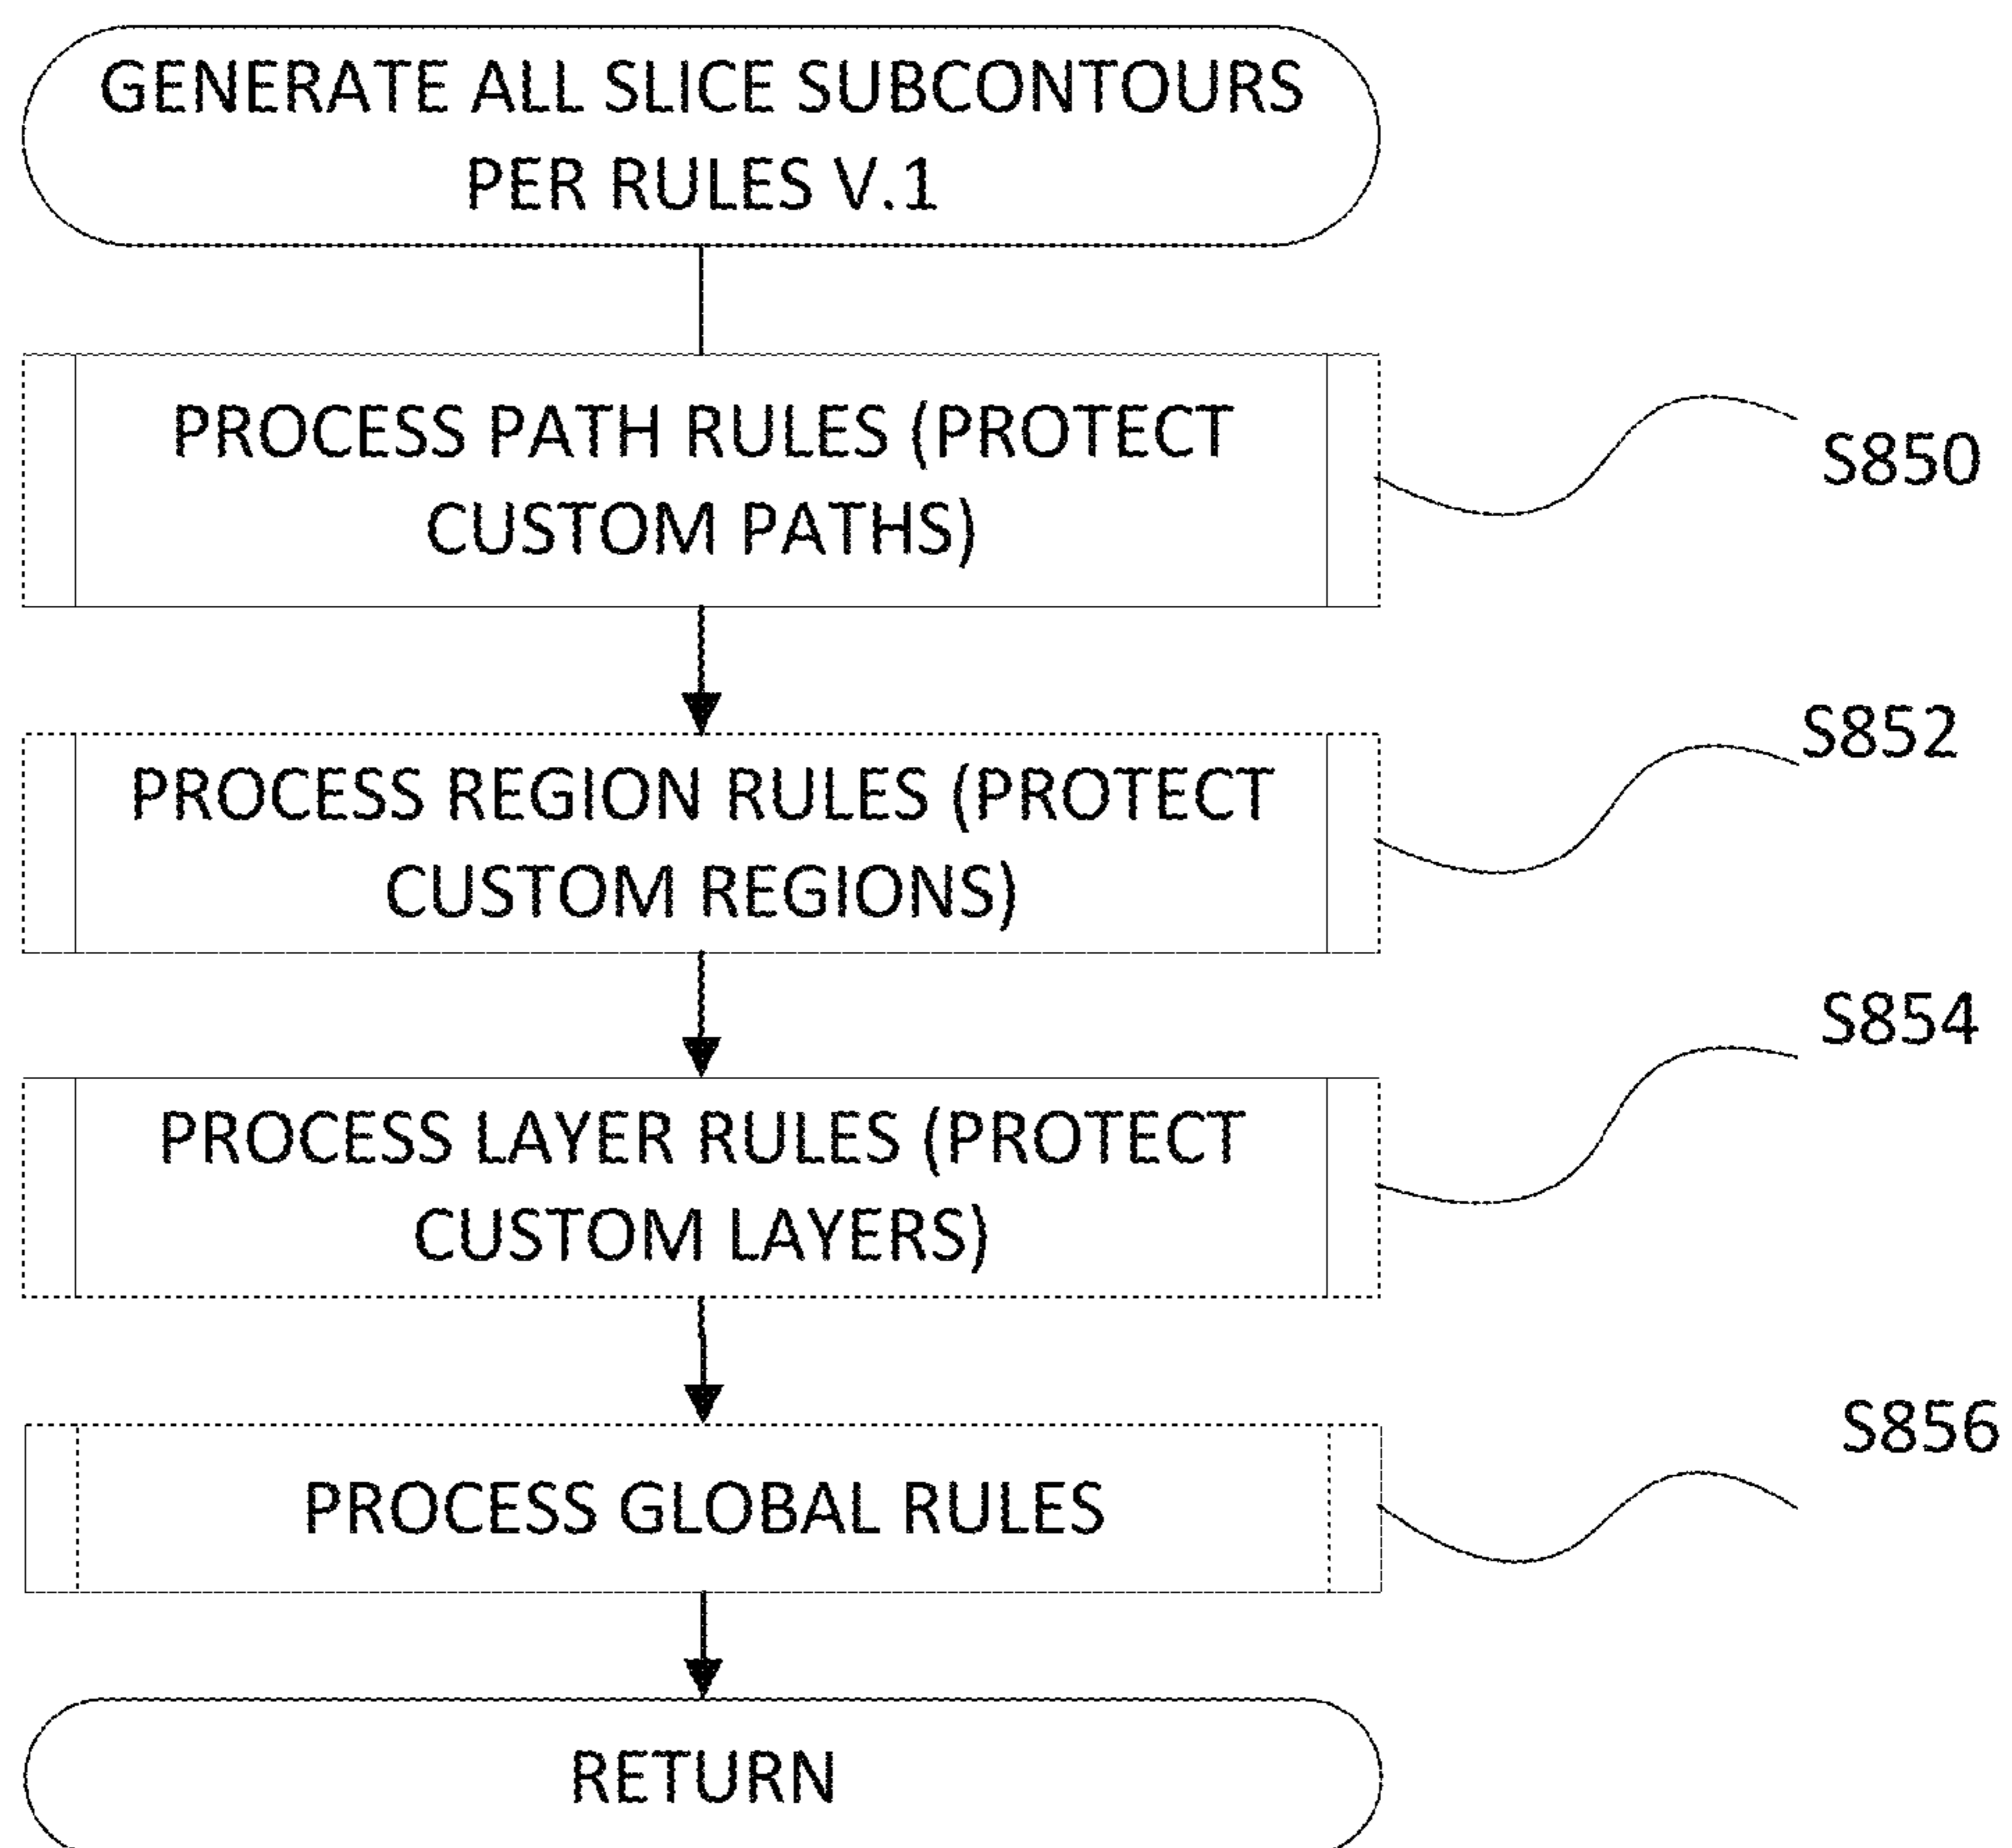 GENERATE ALL SLICE SUBCONTOURS
PER RULES V.1
PROCESS PATH RULES (PROTECT
CUSTOM PATHS)
S850
PROCESS REGION RULES (PROTECT
CUSTOM REGIONS)
S852
PROCESS LAYER RULES (PROTECT
CUSTOM LAYERS)
S854
PROCESS GLOBAL RULES
S856
RETURN